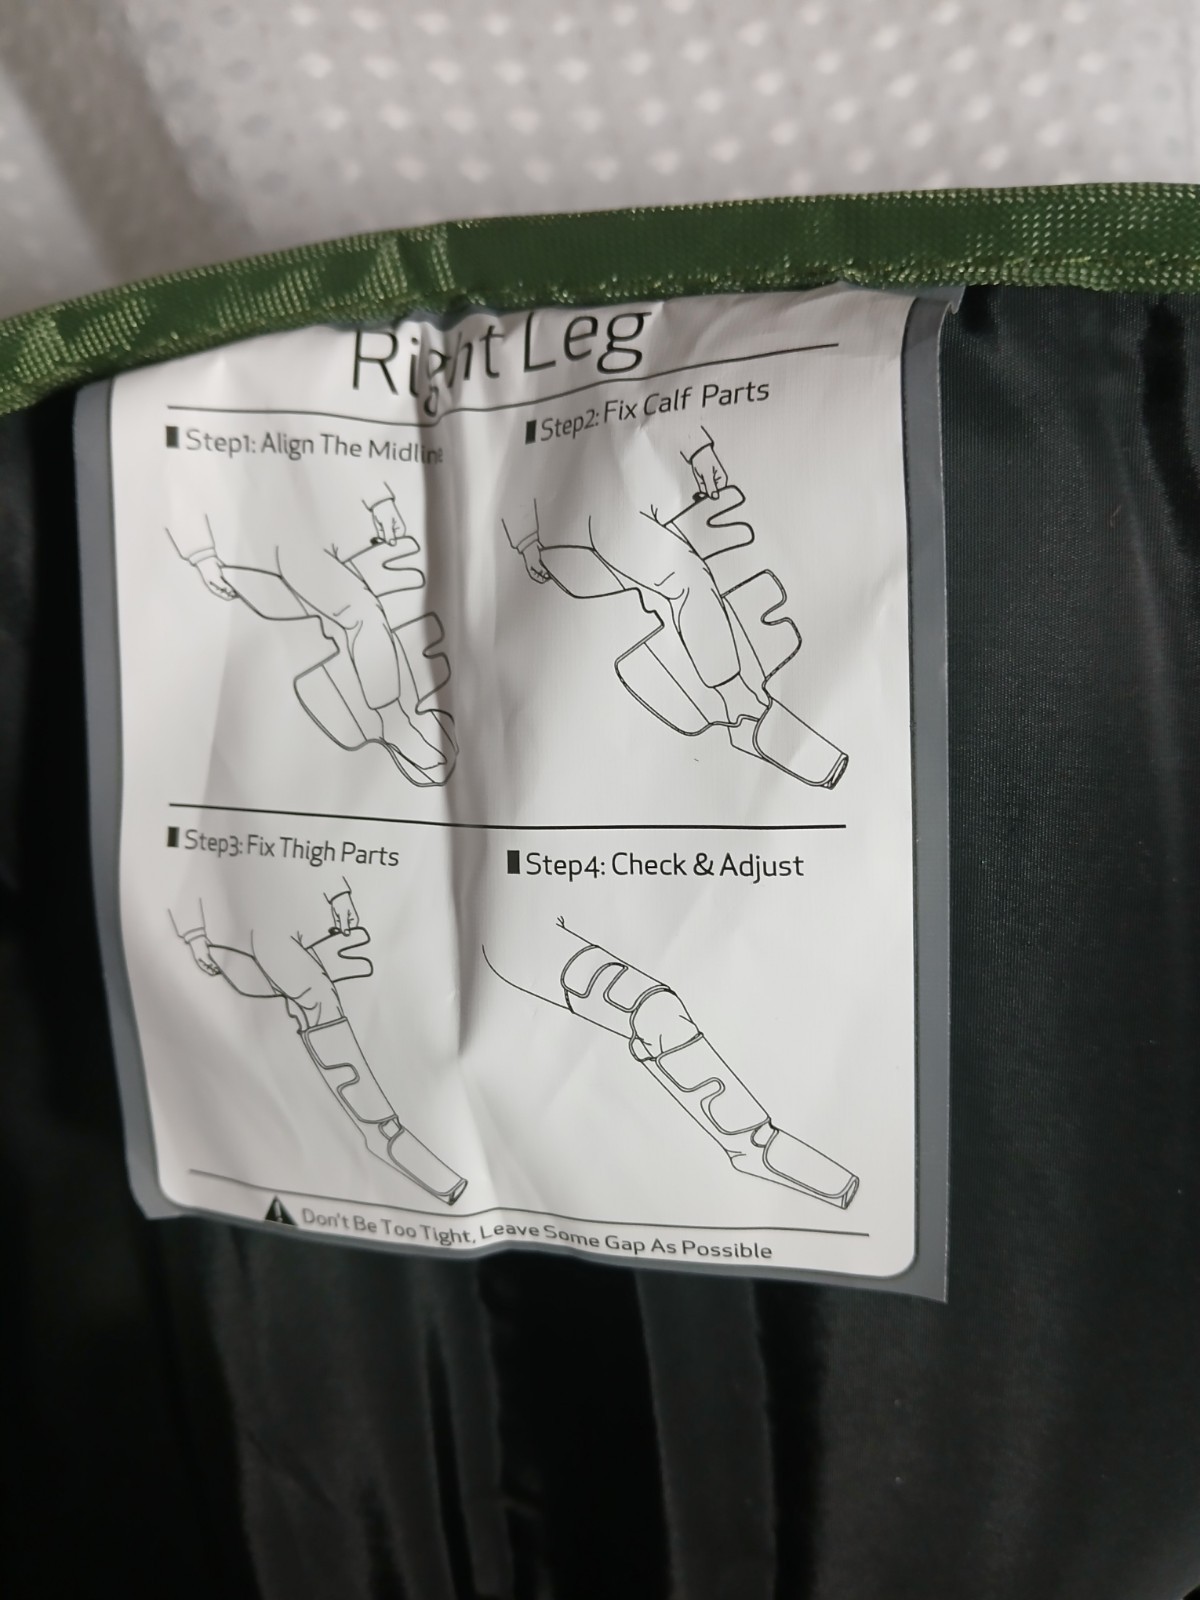 Right Leg
Step1: Align The Midline
Step2: Fix Calf Parts
Step3: Fix Thigh Parts
Step4: Check & Adjust
Don't Be Too Tight, Leave Some Gap As Possible